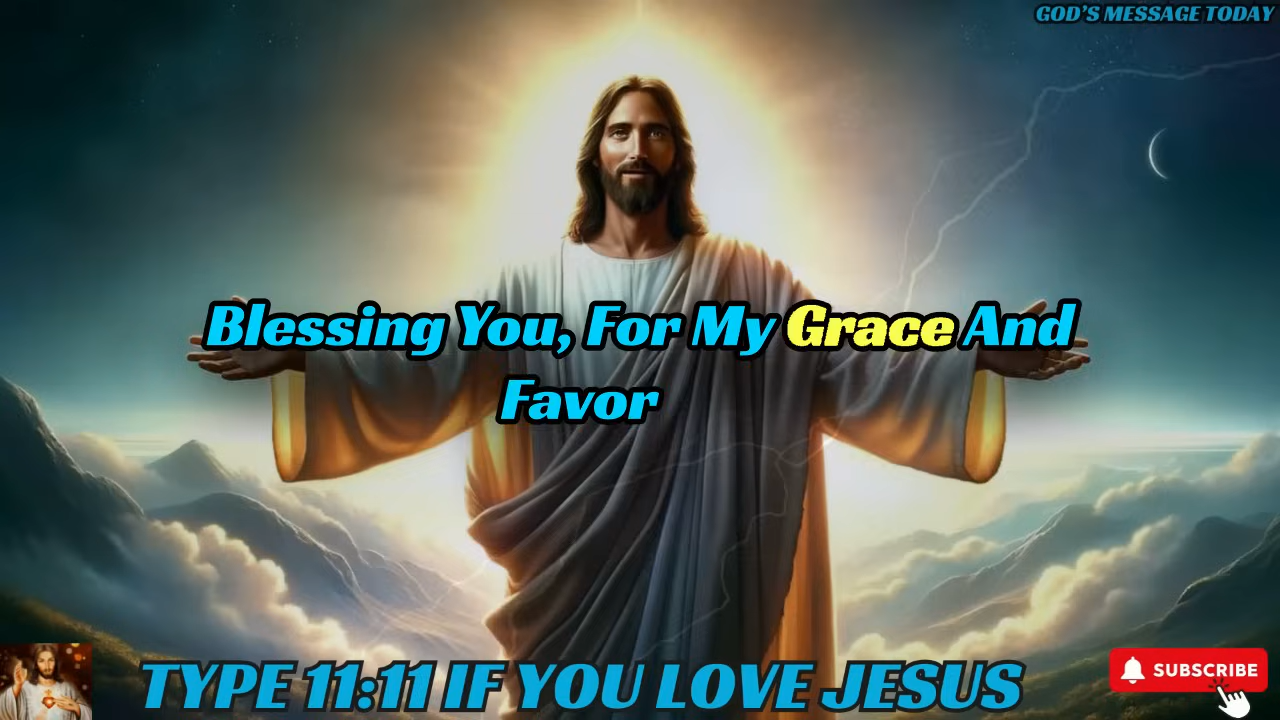 GOD'S MESSAGE TODAY
Blessing You, For My Grace And
Favor
TYPE 11:11 IF YOU LOVE JESUS
SUBSCRIBE